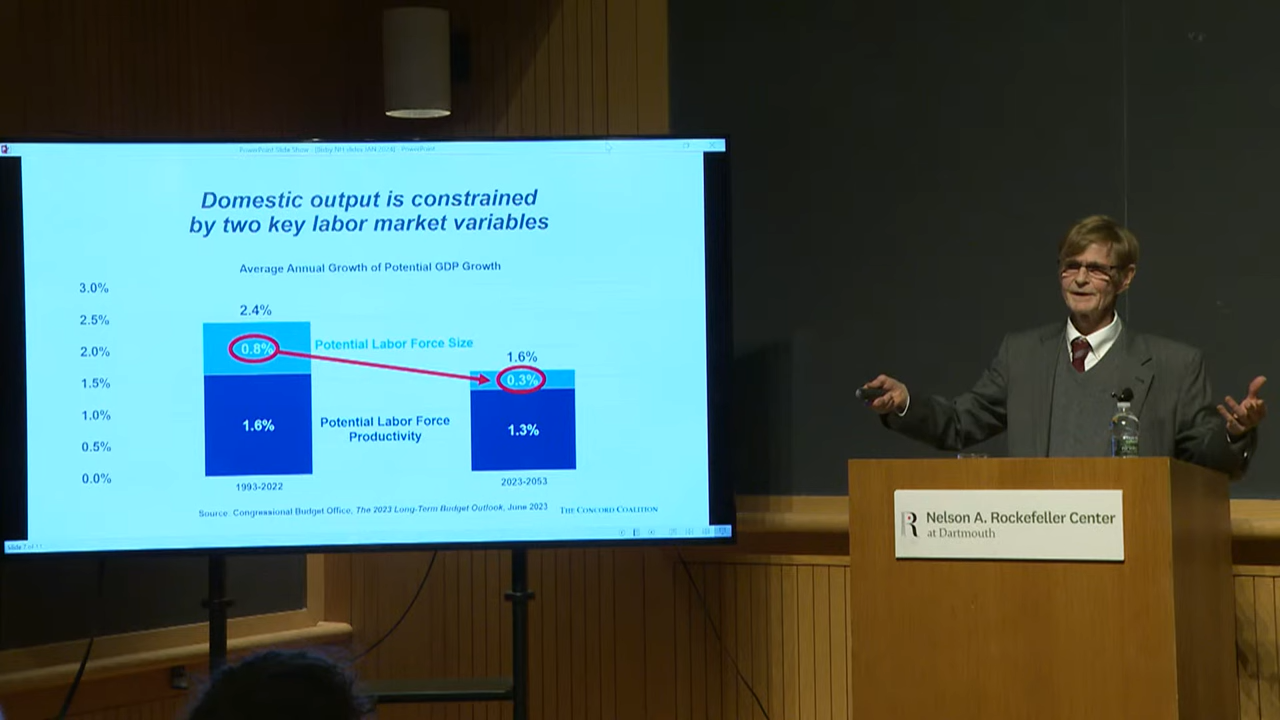 PowerPoint Slide Show - [Bixby NH slides JAN 2024] - PowerPoint
Domestic output is constrained
by two key labor market variables
Average Annual Growth of Potential GDP Growth
3.0%
2.5%
2.0%
1.5%
1.0%
0.5%
0.0%
2.4%
0.8%
Potential Labor Force Size
1.6%
0.3%
1.6%
Potential Labor Force
Productivity
1.3%
1993-2022
2023-2053
Source: Congressional Budget Office, The 2023 Long-Term Budget Outlook, June 2023
THE CONCORD COALITION
Nelson A. Rockefeller Center
at Dartmouth